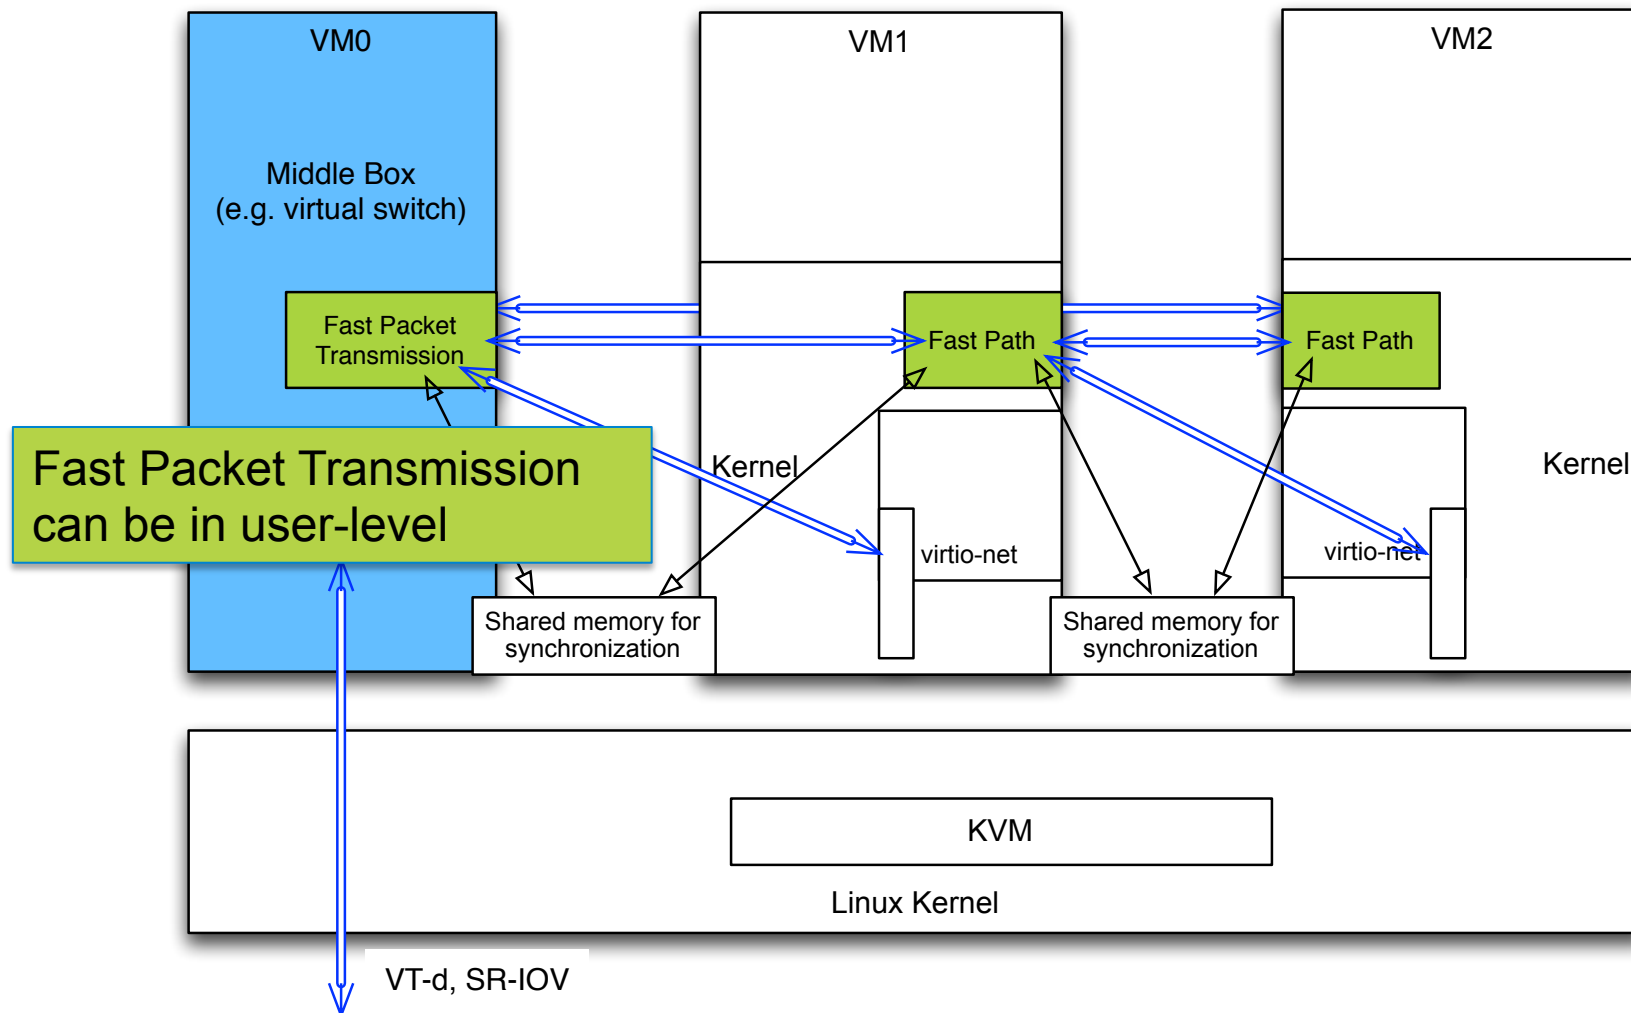 VM0
VM1
VM2
Middle Box
(e.g. virtual switch)
Fast Packet
Transmission
Fast Path
Fast Path
Fast Packet Transmission
can be in user-level
Kernel
Kernel
virtio-net
virtio-net
Shared memory for
synchronization
Shared memory for
synchronization
KVM
Linux Kernel
VT-d, SR-IOV